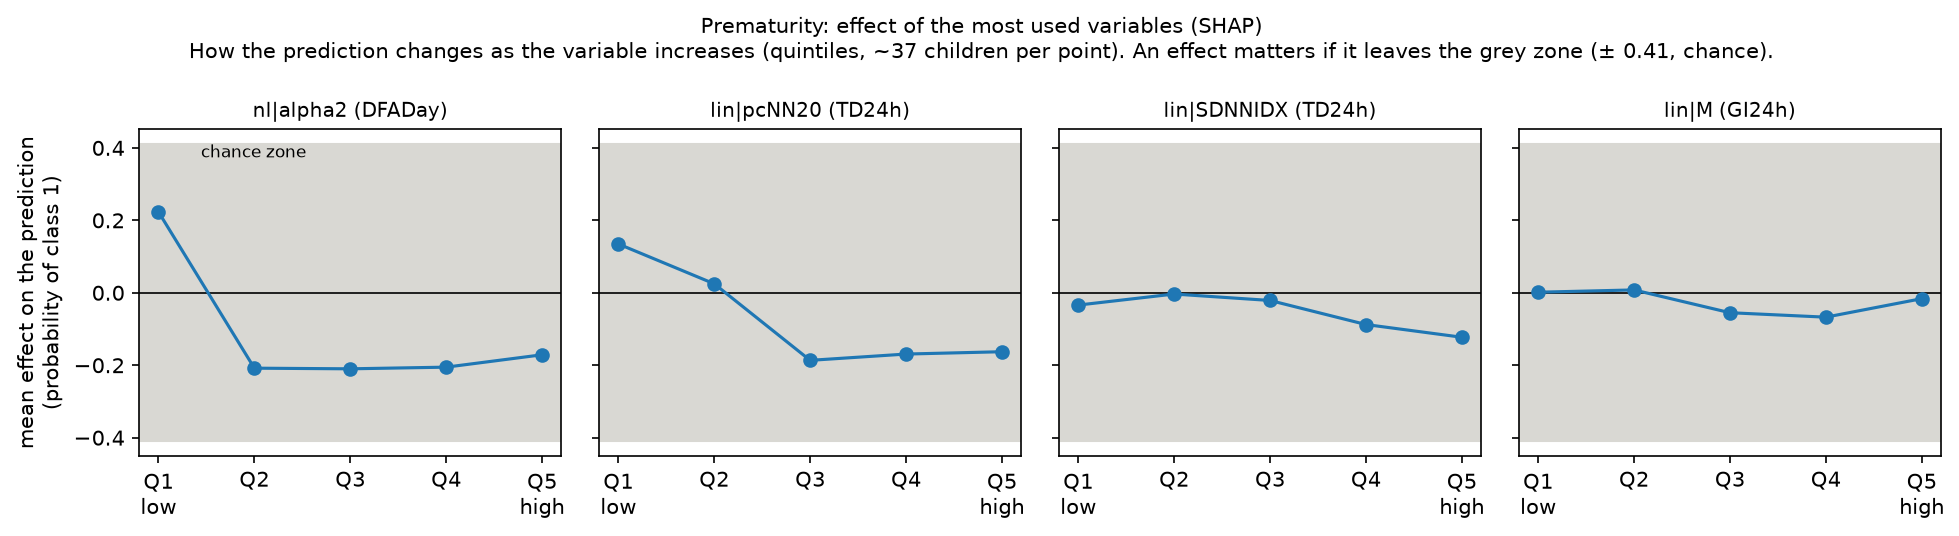 Prematurity: effect of the most used variables (SHAP)
How the prediction changes as the variable increases (quintiles, ~37 children per point). An effect matters if it leaves the grey zone (± 0.41, chance).
nl|alpha2 (DFADay)
lin|pcNN20 (TD24h)
lin|SDNNIDX (TD24h)
lin|M (GI24h)
mean effect on the prediction
(probability of class 1)
0.4
0.2
0.0
−0.2
−0.4
chance zone
Q1 Q2 Q3 Q4 Q5
low high
Q1 Q2 Q3 Q4 Q5
low high
Q1 Q2 Q3 Q4 Q5
low high
Q1 Q2 Q3 Q4 Q5
low high